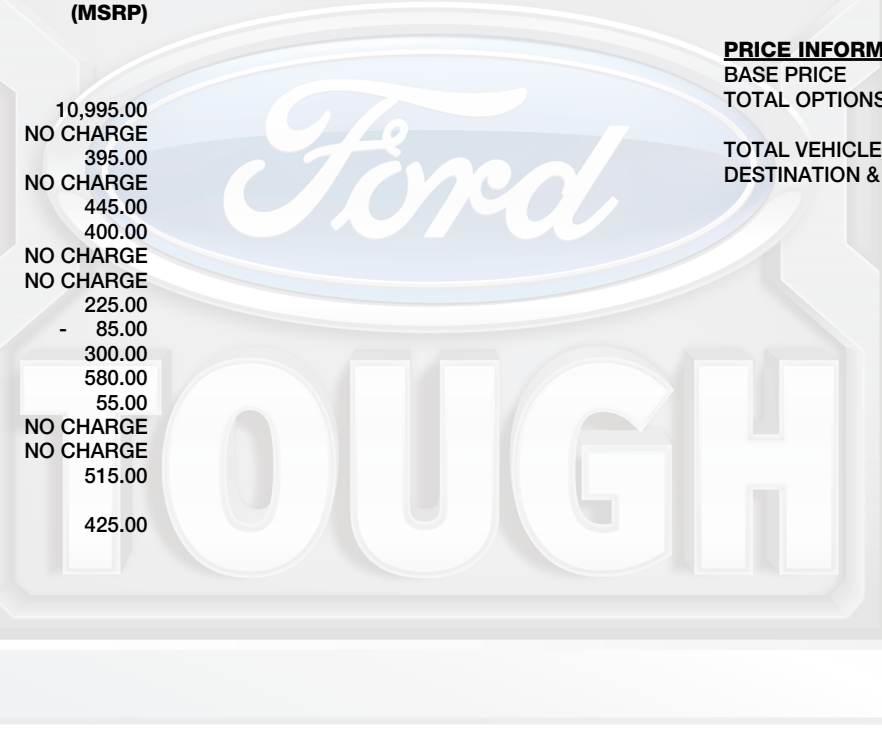 (MSRP)
10,995.00
NO CHARGE
395.00
NO CHARGE
445.00
400.00
NO CHARGE
NO CHARGE
225.00
- 85.00
300.00
580.00
55.00
NO CHARGE
NO CHARGE
515.00
425.00
PRICE INFORM
BASE PRICE
TOTAL OPTIONS
TOTAL VEHICLE
DESTINATION &
Ford
TOUGH